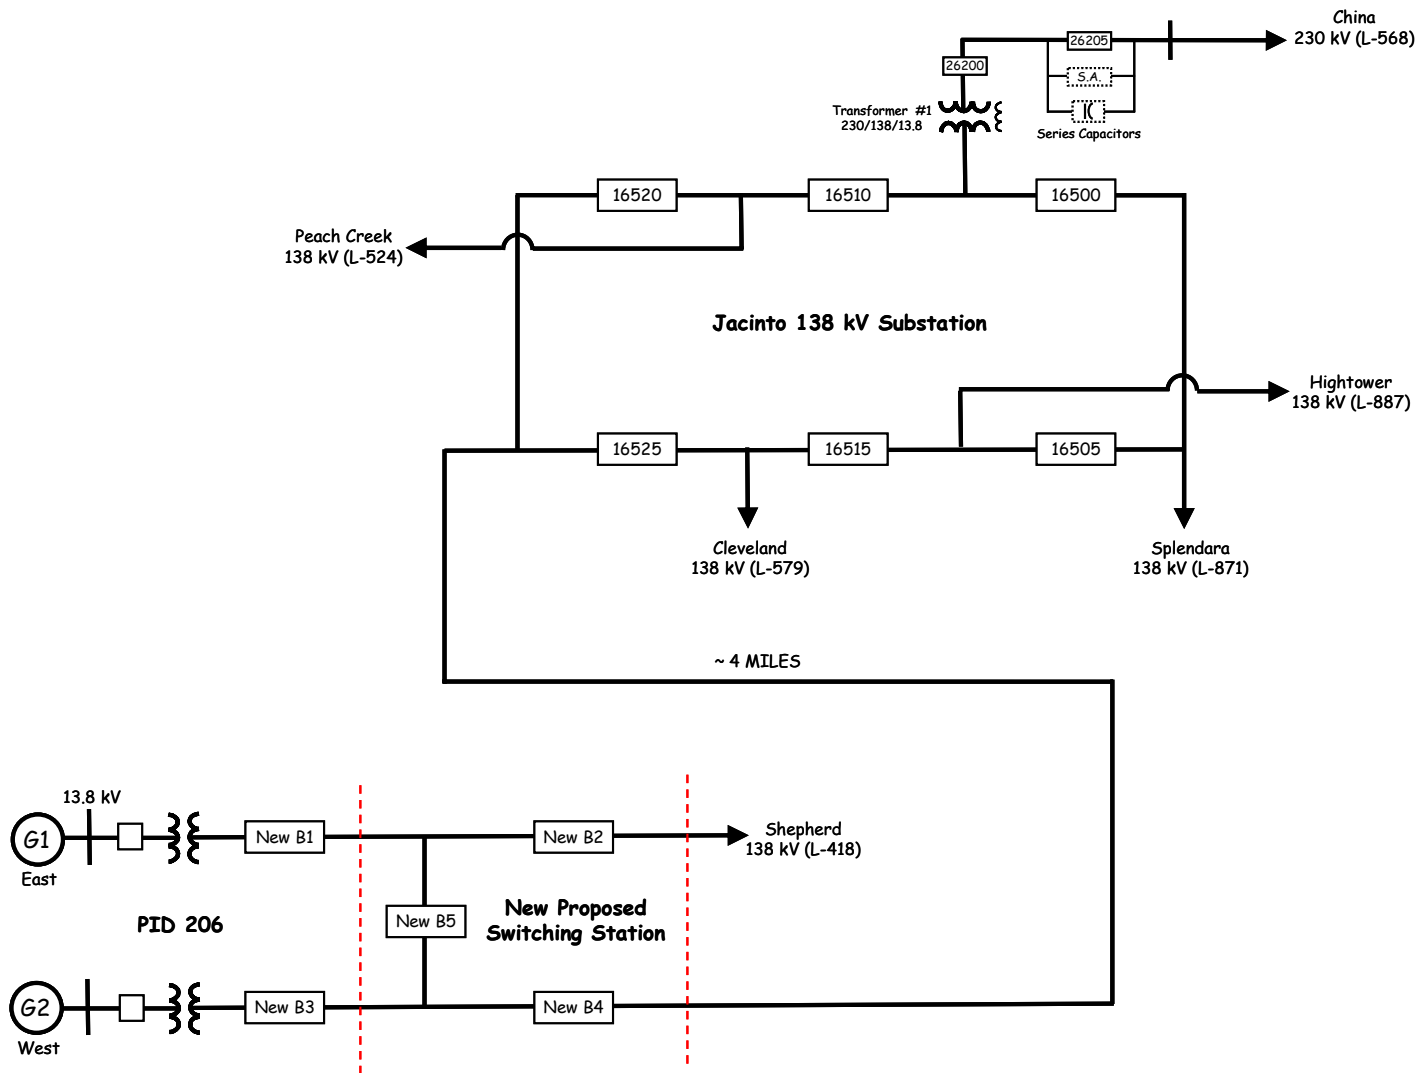 China
230 kV (L-568)
26205
26200
S.A.
Transformer #1
230/138/13.8
Series Capacitors
16520
16510
16500
Peach Creek
138 kV (L-524)
Jacinto 138 kV Substation
Hightower
138 kV (L-887)
16525
16515
16505
Cleveland
138 kV (L-579)
Splendara
138 kV (L-871)
~ 4 MILES
13.8 kV
G1
New B1
New B2
Shepherd
138 kV (L-418)
East
PID 206
New B5
New Proposed
Switching Station
G2
New B3
New B4
West